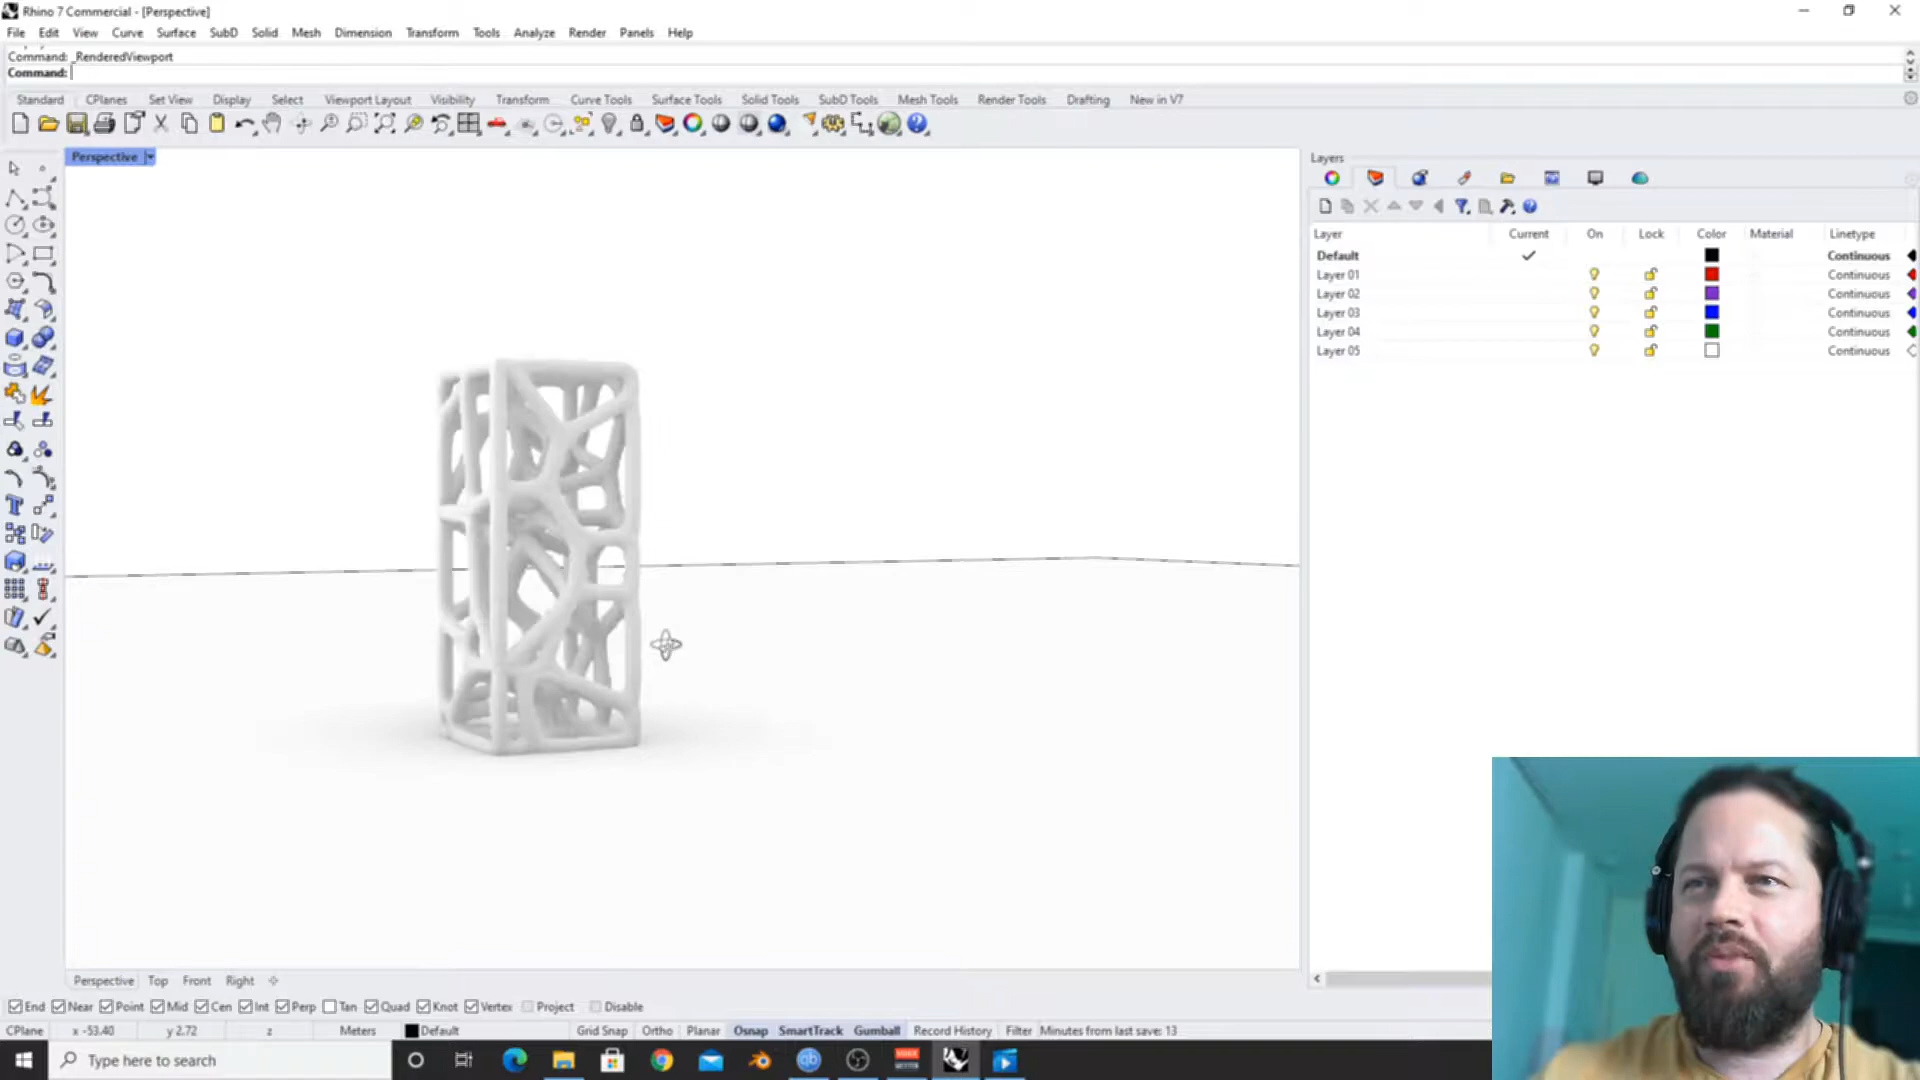 Rhino 7 Commercial - [Perspective]
File Edit View Curve Surface SubD Solid Mesh Dimension Transform Tools Analyze Render Panels Help
Command: _RenderedViewport
Command:
Standard CPlanes Set View Display Select Viewport Layout Visibility Transform Curve Tools Surface Tools Solid Tools SubD Tools Mesh Tools Render Tools Drafting New in V7
Perspective
Layers
Layer Current On Lock Color Material Linetype
Default Continuous
Layer 01 Continuous
Layer 02 Continuous
Layer 03 Continuous
Layer 04 Continuous
Layer 05 Continuous
Perspective Top Front Right
End Near Point Mid Cen Int Perp Tan Quad Knot Vertex Project Disable
CPlane x -53.40 y 2.72 z Meters Default Grid Snap Ortho Planar Osnap SmartTrack Gumball Record History Filter Minutes from last save: 13
Type here to search